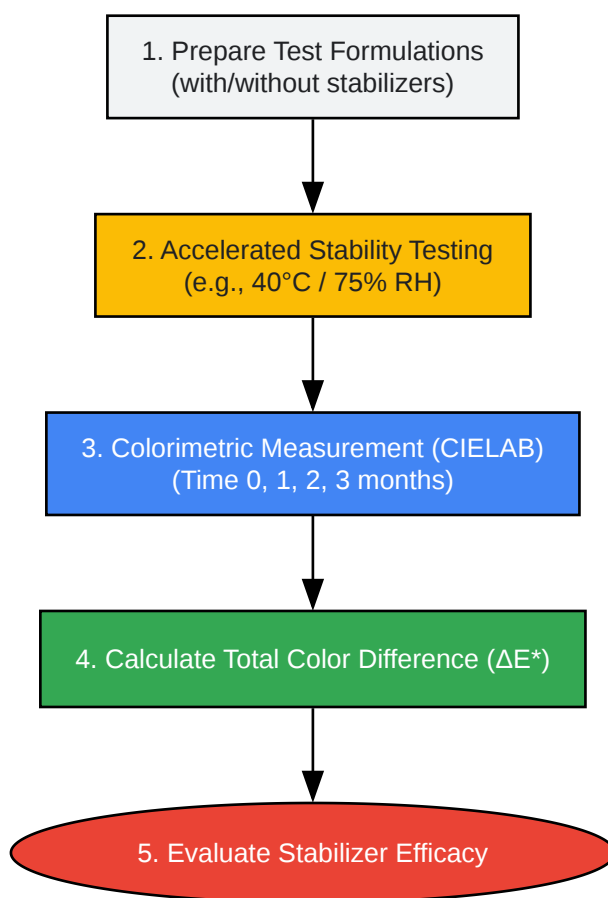 1. Prepare Test Formulations
(with/without stabilizers)
2. Accelerated Stability Testing
(e.g., 40°C / 75% RH)
3. Colorimetric Measurement (CIELAB)
(Time 0, 1, 2, 3 months)
4. Calculate Total Color Difference (ΔE*)
5. Evaluate Stabilizer Efficacy